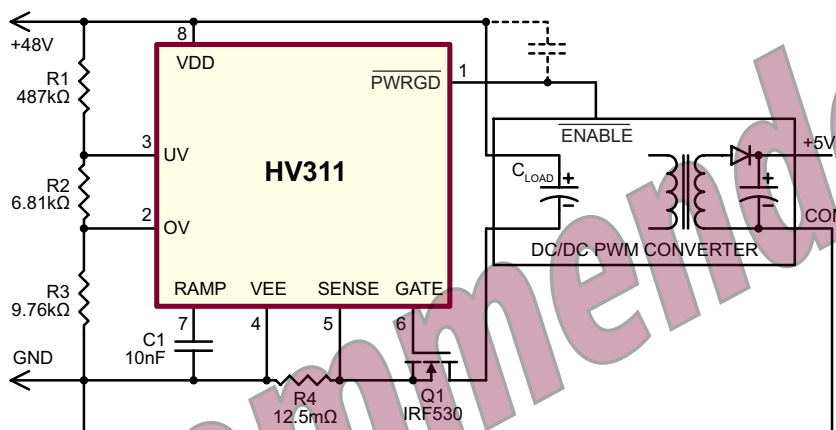 +48V
R1
487kΩ
R2
6.81kΩ
R3
9.76kΩ
GND
8
VDD
PWRGD
1
3
UV
2
OV
HV311
RAMP
VEE
SENSE
GATE
7
4
5
6
C1
10nF
R4
12.5mΩ
Q1
IRF530
ENABLE
CLOAD
+
−
+
−
+5V
DC/DC PWM CONVERTER